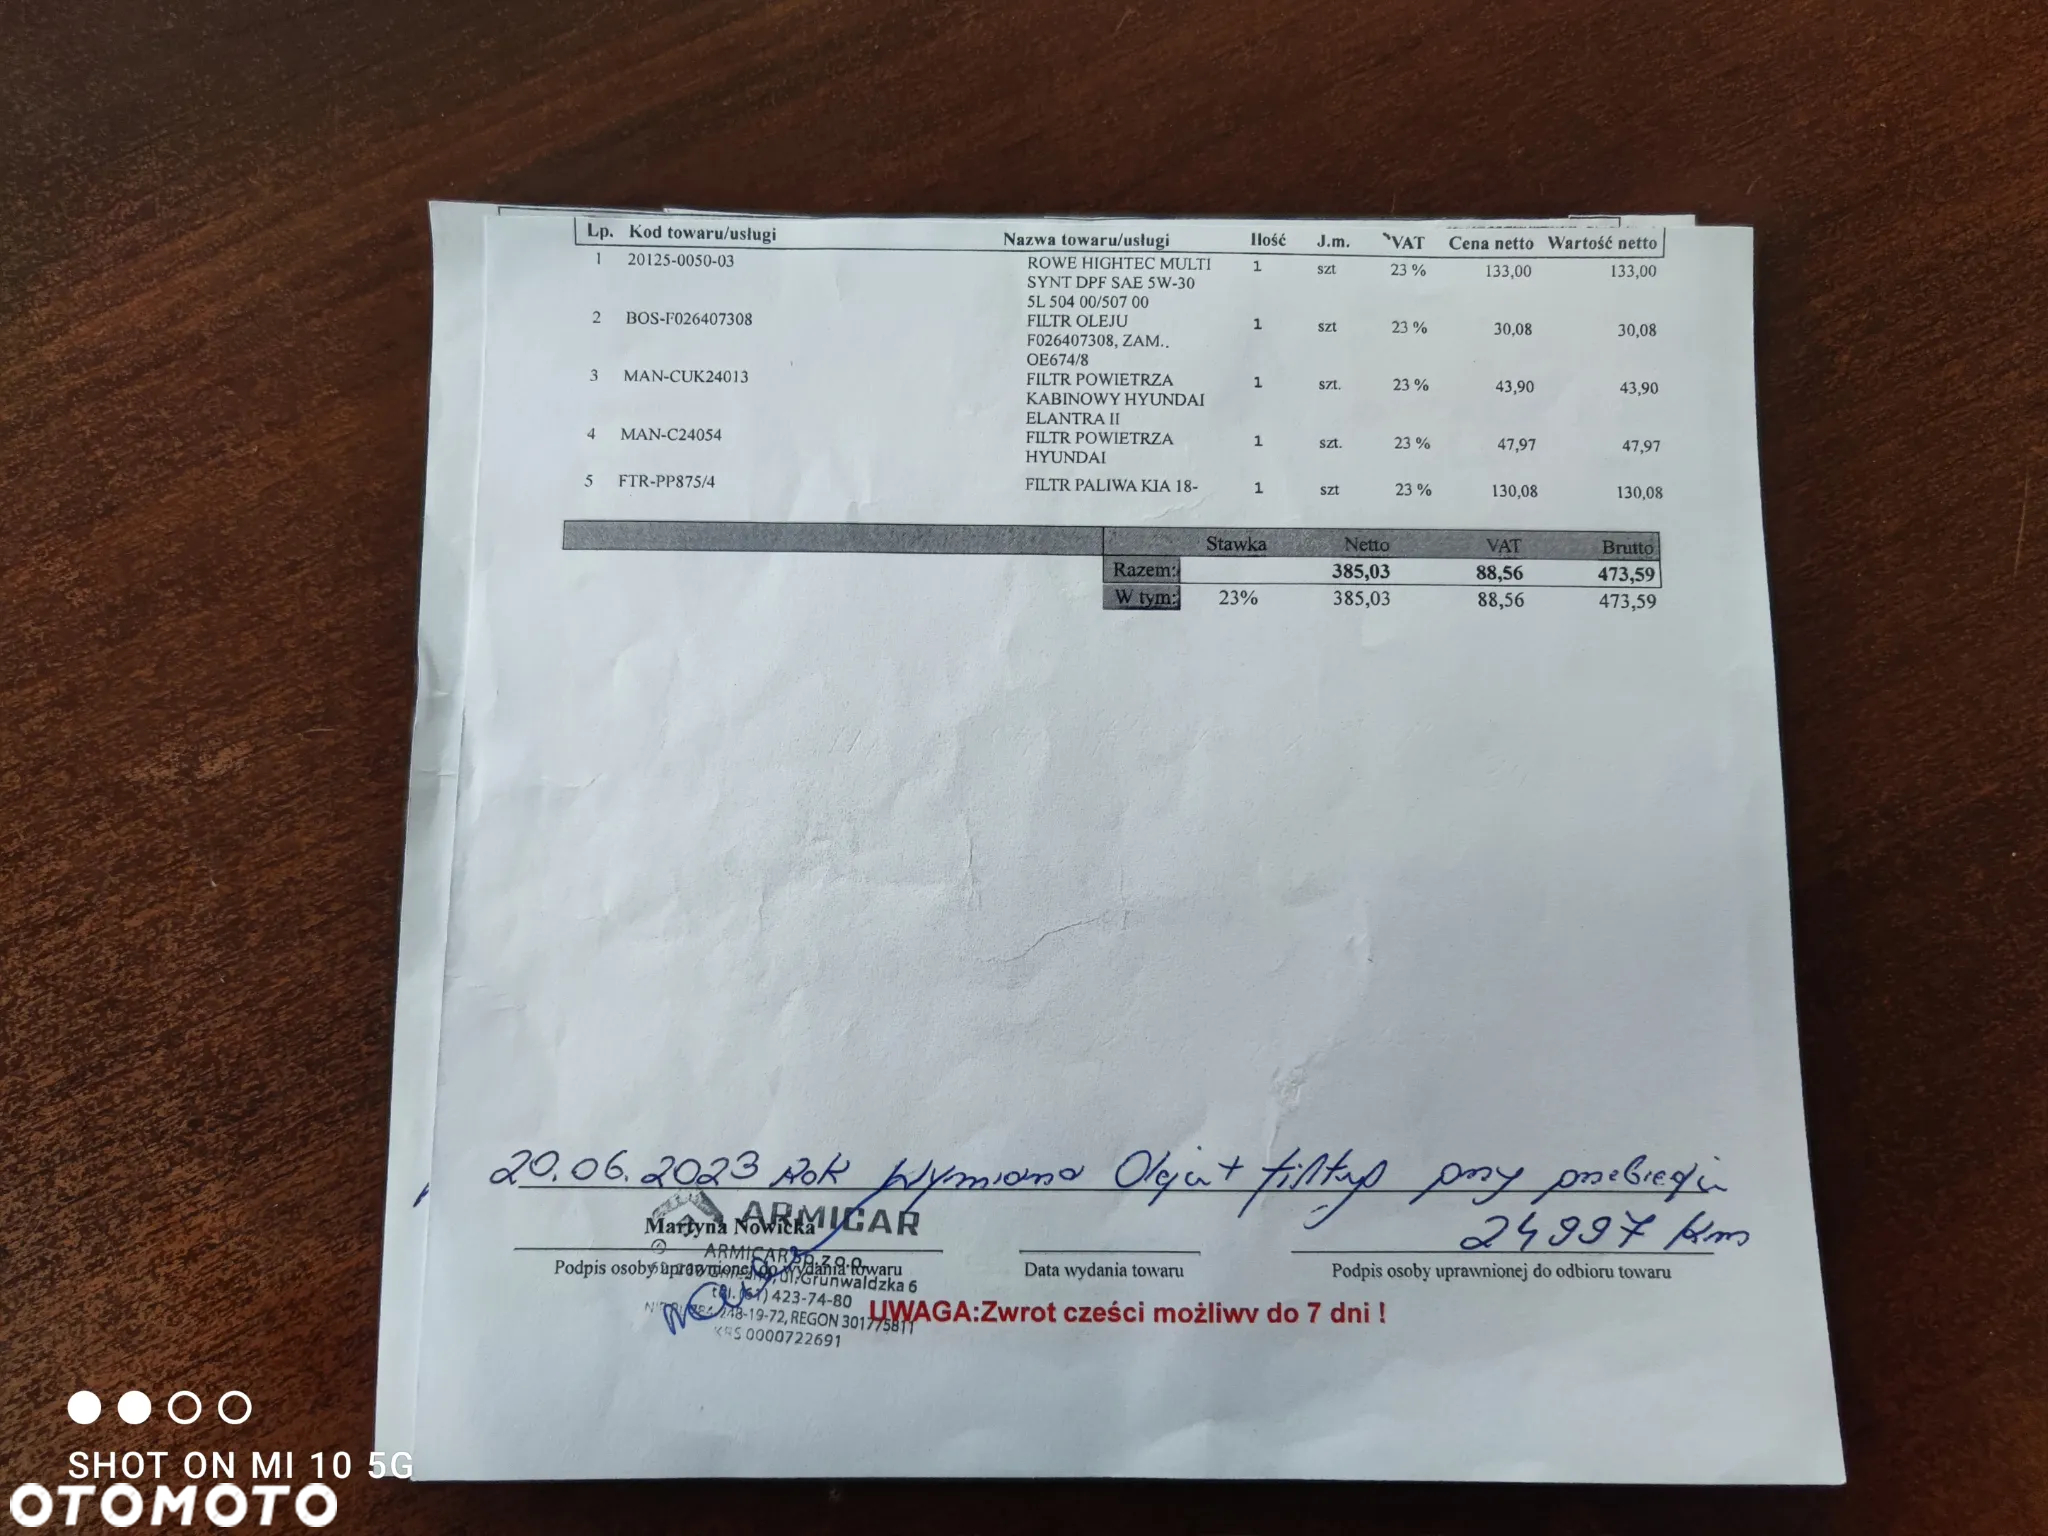 Lp. Kod towaru/usługi Nazwa towaru/usługi Ilość J.m. VAT Cena netto Wartość netto
1 20125-0050-03 ROWE HIGHTEC MULTI 1 szt 23 % 133,00 133,00
SYNT DPF SAE 5W-30
5L 504 00/507 00
2 BOS-F026407308 FILTR OLEJU 1 szt 23 % 30,08 30,08
F026407308, ZAM..
OE674/8
3 MAN-CUK24013 FILTR POWIETRZA 1 szt. 23 % 43,90 43,90
KABINOWY HYUNDAI
ELANTRA II
4 MAN-C24054 FILTR POWIETRZA 1 szt. 23 % 47,97 47,97
HYUNDAI
5 FTR-PP875/4 FILTR PALIWA KIA 18- 1 szt 23 % 130,08 130,08
Stawka Netto VAT Brutto
Razem: 385,03 88,56 473,59
W tym: 23% 385,03 88,56 473,59
20.06.2023 Rok Wymiana Oleju + filtry przy przebiegu
24997 km
ARMICAR
Martyna Nowicka
ARMICAR Sp. z o.o.
ul. Grunwaldzka 6
Podpis osoby uprawnionej do wydania towaru Data wydania towaru Podpis osoby uprawnionej do odbioru towaru
tel. (61) 423-74-80
248-19-72, REGON 301775811
UWAGA:Zwrot cześci możliwy do 7 dni !
KRS 0000722691
SHOT ON MI 10 5G
OTOMOTO